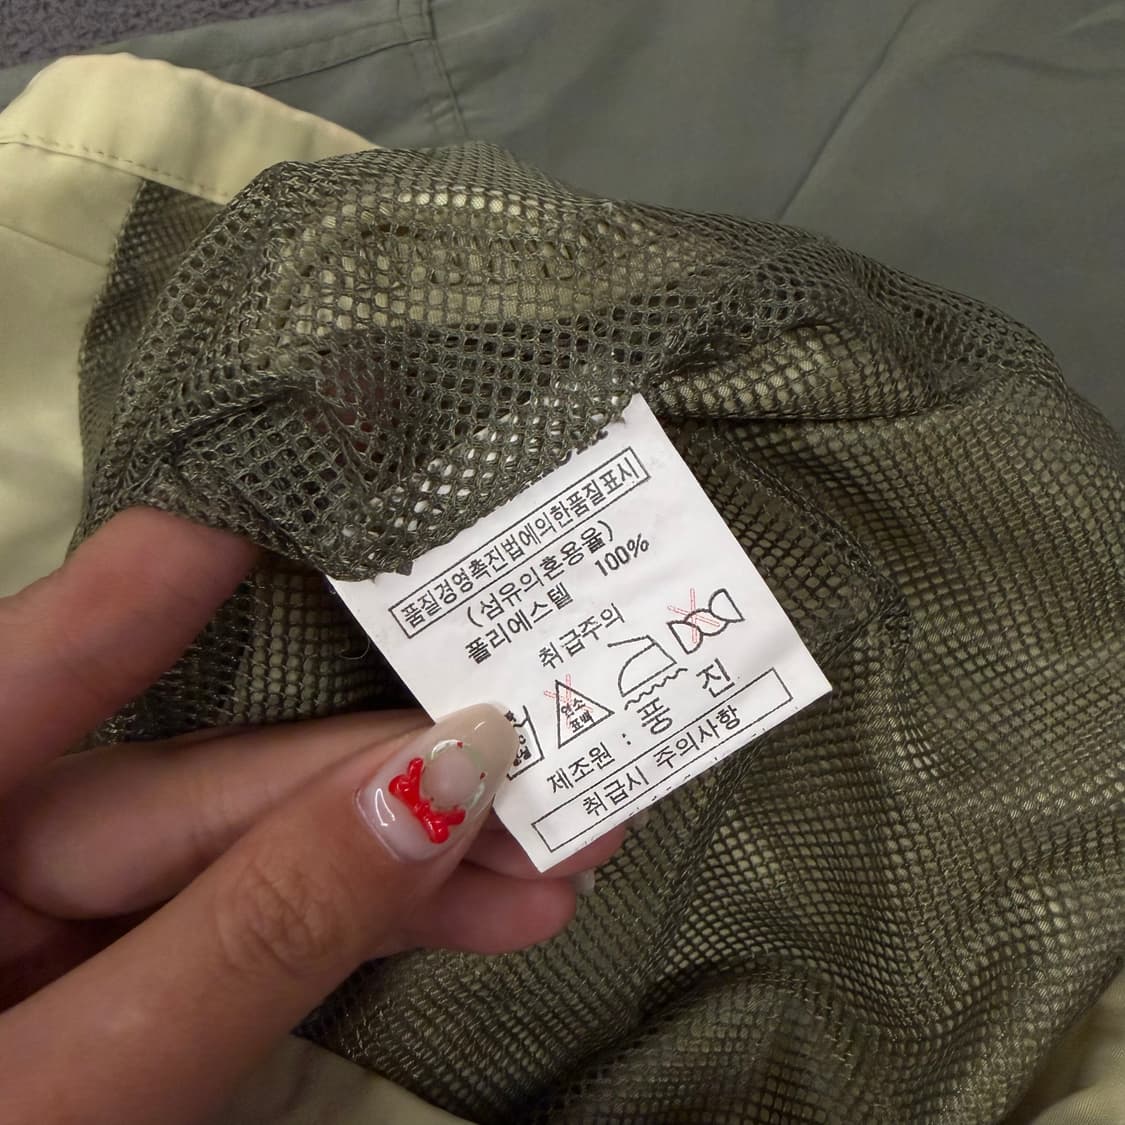 품질경영촉진법에의한품질표시
(섬유의혼용율)
폴리에스텔 100%
취급주의
염소
표백
제조원 : 풍 진
취급시 주의사항